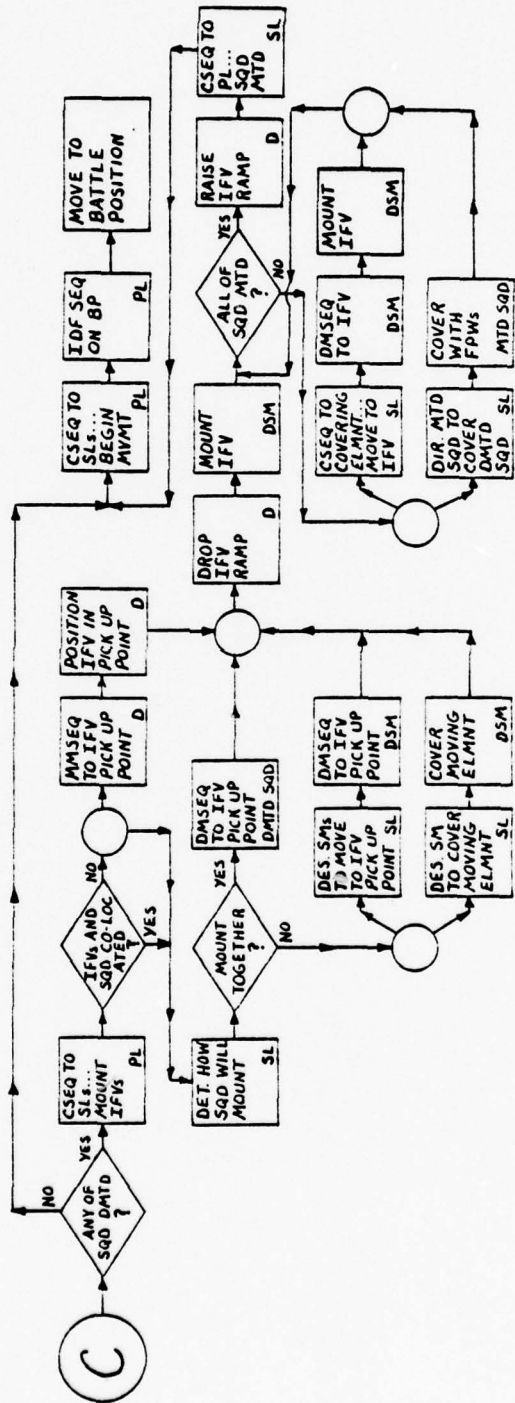 C
ANY OF
SQD DMTD
?
NO
YES
CSEQ TO
SLs...
MOUNT
IFVs
PL
IFVs AND
SQD CO-LOC
ATED
?
NO
YES
MMSEQ
TO IFV
PICK UP
POINT
D
POSITION
IFV IN
PICK UP
POINT
D
DET. HOW
SQD WILL
MOUNT
SL
MOUNT
TOGETHER
?
YES
NO
DMSEQ
TO IFV
PICK UP
POINT
DMTD SQD
DES. SMs
TO MOVE
TO IFV
PICK UP
POINT SL
DMSEQ
TO IFV
PICK UP
POINT
DSM
DES. SM
TO COVER
MOVING
ELMNT
SL
COVER
MOVING
ELMNT
DSM
DROP
IFV
RAMP
D
MOUNT
IFV
DSM
ALL OF
SQD MTD
?
YES
NO
RAISE
IFV
RAMP
D
CSEQ TO
PL...
SQD
MTD
SL
CSEQ TO
SLs...
BEGIN
MVMT
PL
IDF SEQ
ON BP
PL
MOVE TO
BATTLE
POSITION
CSEQ TO
COVERING
ELMNT...
MOVE TO
IFV SL
DMSEQ
TO IFV
DSM
MOUNT
IFV
DSM
DIR. MTD
SQD TO
COVER
DMTD
SQD SL
COVER
WITH
FPWs
MTD SQD